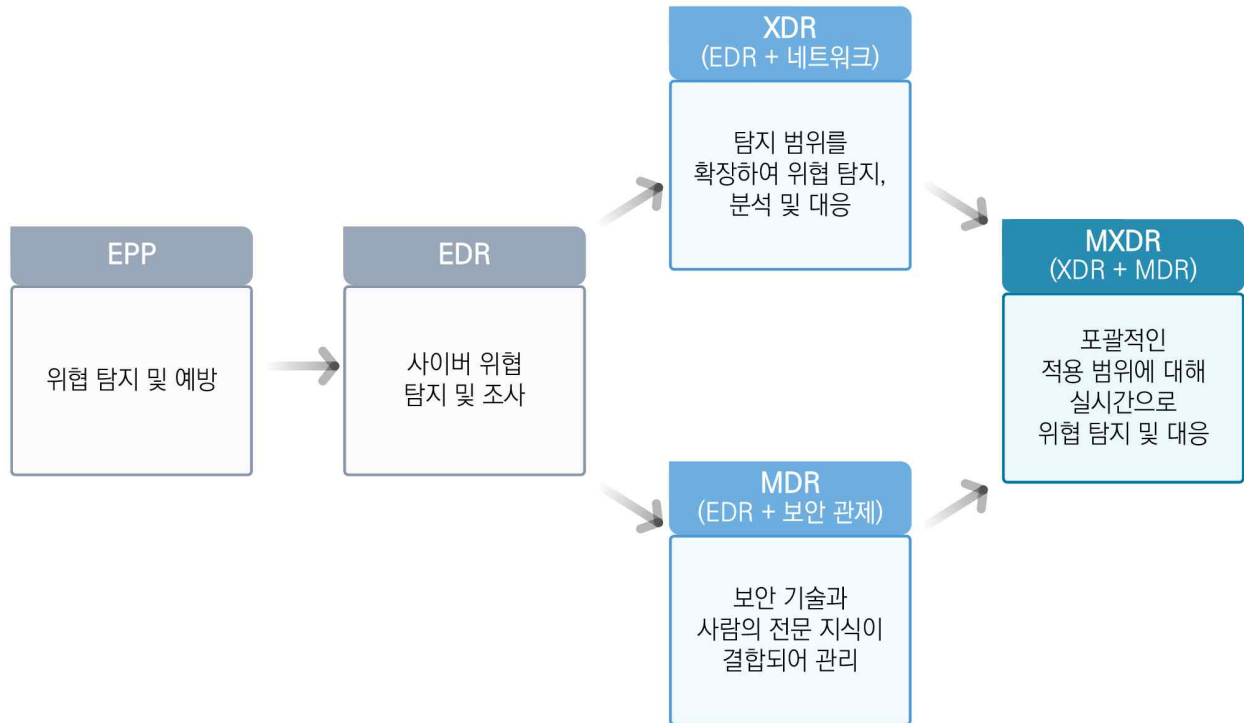 EPP
위협 탐지 및 예방
EDR
사이버 위협
탐지 및 조사
XDR
(EDR + 네트워크)
탐지 범위를
확장하여 위협 탐지,
분석 및 대응
MDR
(EDR + 보안 관제)
보안 기술과
사람의 전문 지식이
결합되어 관리
MXDR
(XDR + MDR)
포괄적인
적용 범위에 대해
실시간으로
위협 탐지 및 대응